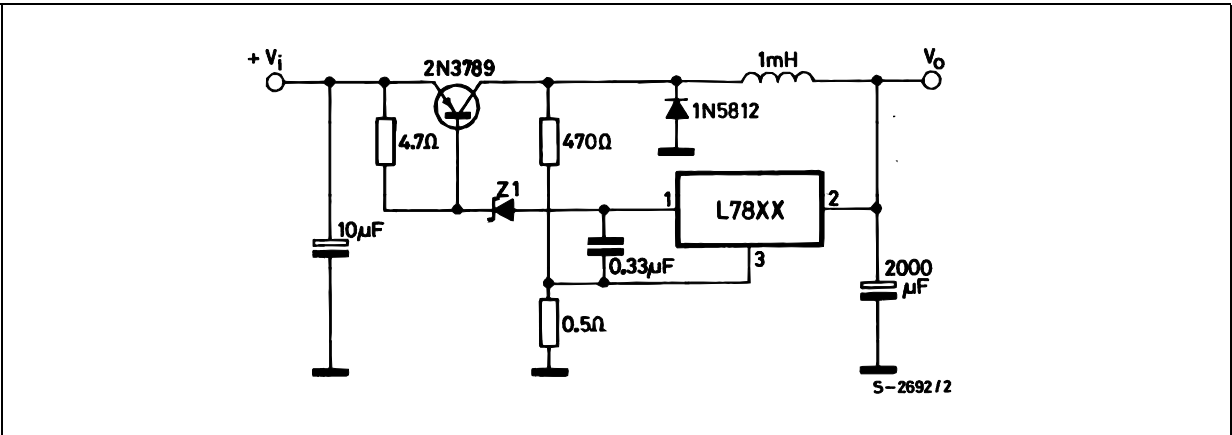 + Vi
2N3789
1mH
Vo
1N5812
4.7Ω
470Ω
Z1
1
L78XX
2
10µF
0.33µF
3
2000
µF
0.5Ω
S-2692/2